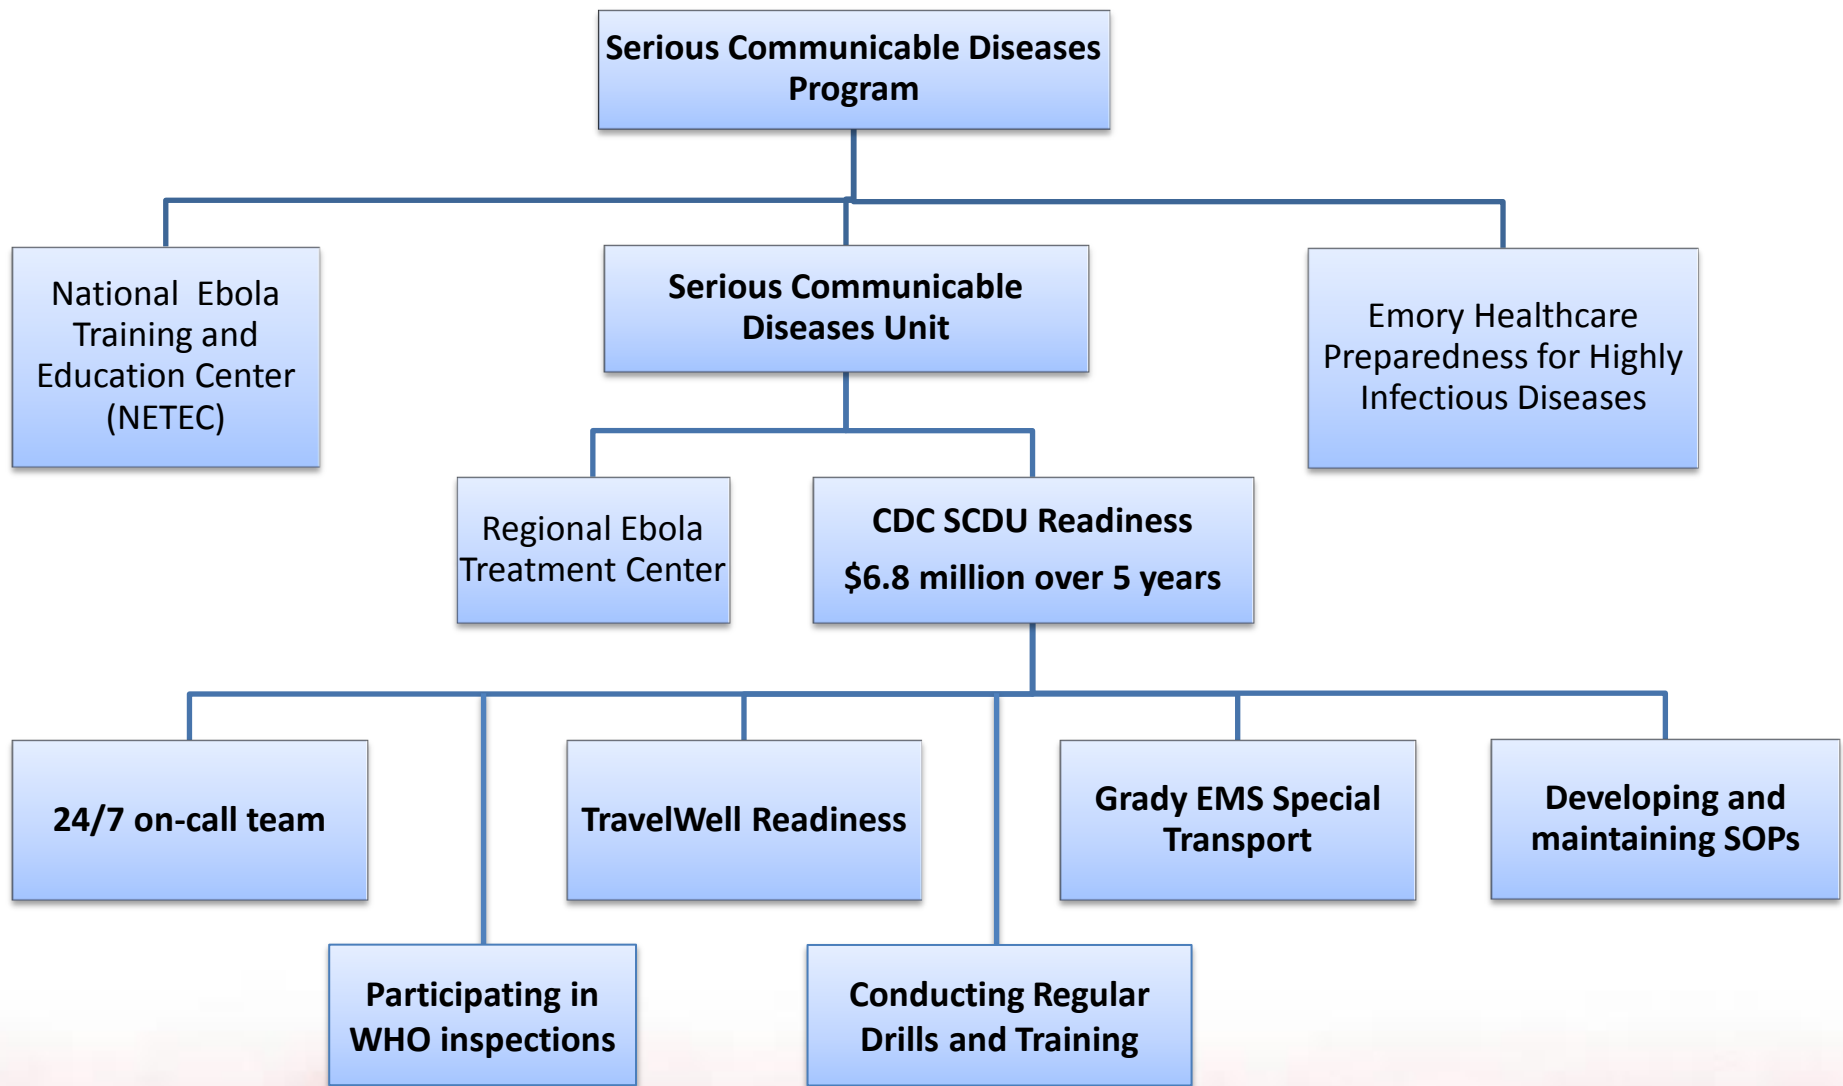 Serious Communicable Diseases
Program
National Ebola
Training and
Education Center
(NETEC)
Serious Communicable
Diseases Unit
Emory Healthcare
Preparedness for Highly
Infectious Diseases
Regional Ebola
Treatment Center
CDC SCDU Readiness
$6.8 million over 5 years
24/7 on-call team
TravelWell Readiness
Grady EMS Special
Transport
Developing and
maintaining SOPs
Participating in
WHO inspections
Conducting Regular
Drills and Training